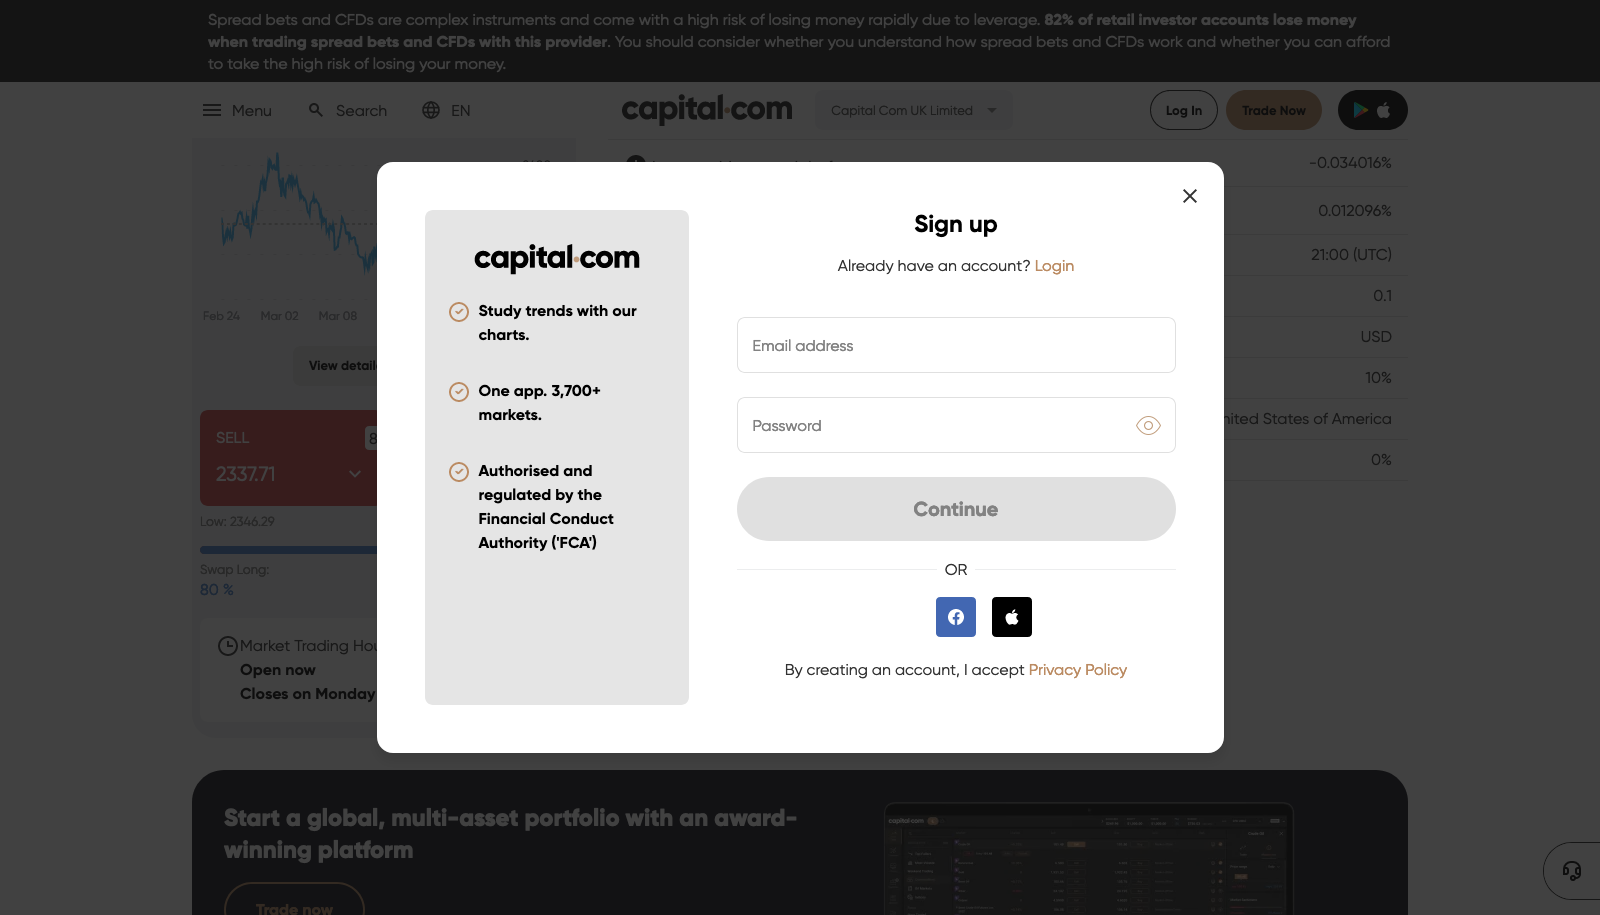 Spread bets and CFDs are complex instruments and come with a high risk of losing money rapidly due to leverage. 82% of retail investor accounts lose money
when trading spread bets and CFDs with this provider. You should consider whether you understand how spread bets and CFDs work and whether you can afford
to take the high risk of losing your money.
Menu
Search
EN
capital.com
Capital Com UK Limited
Log In
Trade Now
-0.034016%
0.012096%
21:00 (UTC)
0.1
USD
10%
United States of America
0%
Feb 24 Mar 02 Mar 08
View details
SELL
2337.71
8
Low: 2346.29
Swap Long:
80 %
Market Trading Hou
Open now
Closes on Monday
capital.com
Study trends with our
charts.
One app. 3,700+
markets.
Authorised and
regulated by the
Financial Conduct
Authority ('FCA')
Sign up
Already have an account? Login
Email address
Password
Continue
OR
By creating an account, I accept Privacy Policy
Start a global, multi-asset portfolio with an award-
winning platform
Trade now
capital.com